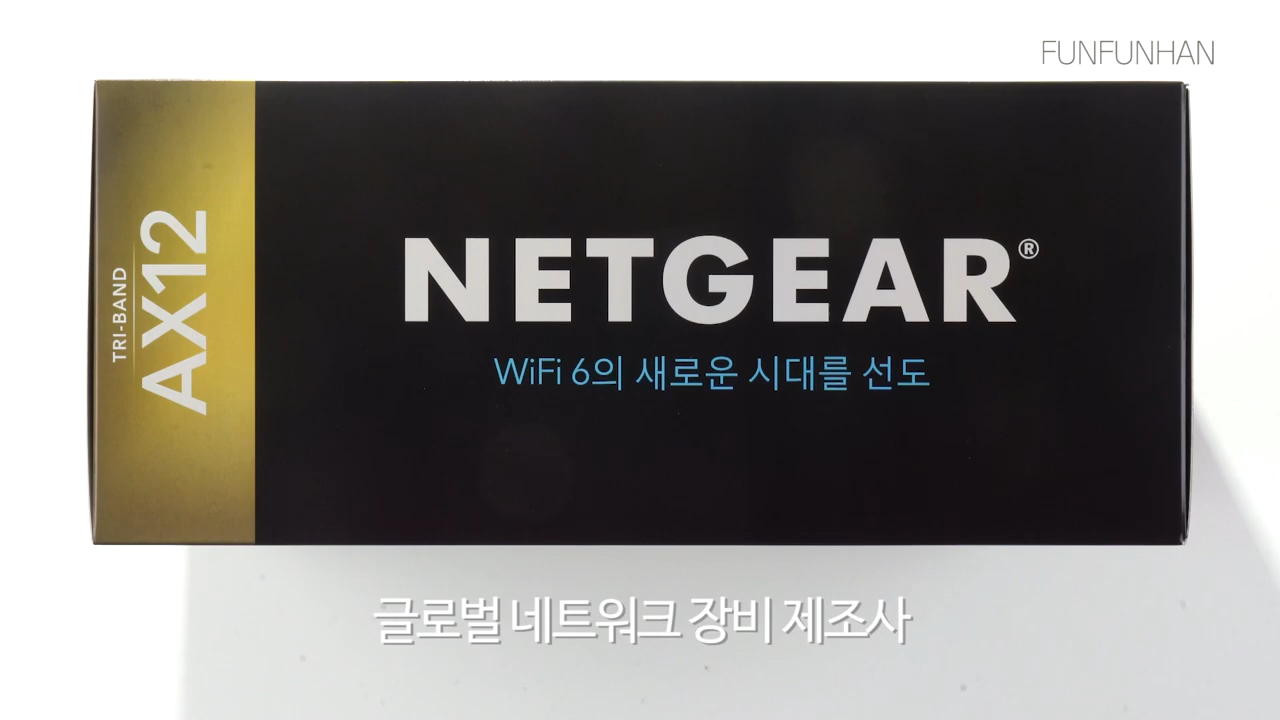 FUNFUNHAN
TRI-BAND
AX12
NETGEAR®
WiFi 6의 새로운 시대를 선도
글로벌 네트워크 장비 제조사